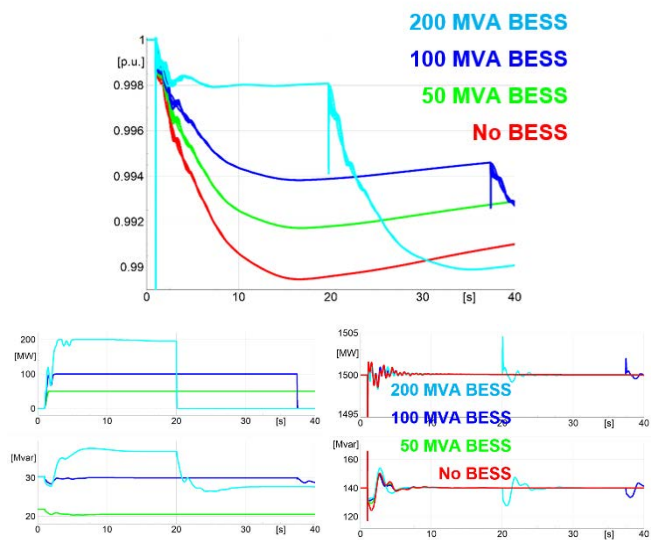 200 MVA BESS
100 MVA BESS
50 MVA BESS
No BESS
1
[p.u.]
0.998
0.996
0.994
0.992
0.99
0 10 20 30 [s] 40
200
[MW]
100
0
0 10 20 30 [s] 40
[Mvar]
30
20
0 10 20 30 [s] 40
1505
[MW]
1500
1495
0 10 20 30 [s] 40
200 MVA BESS
100 MVA BESS
50 MVA BESS
No BESS
160
[Mvar]
140
120
0 10 20 30 [s] 40